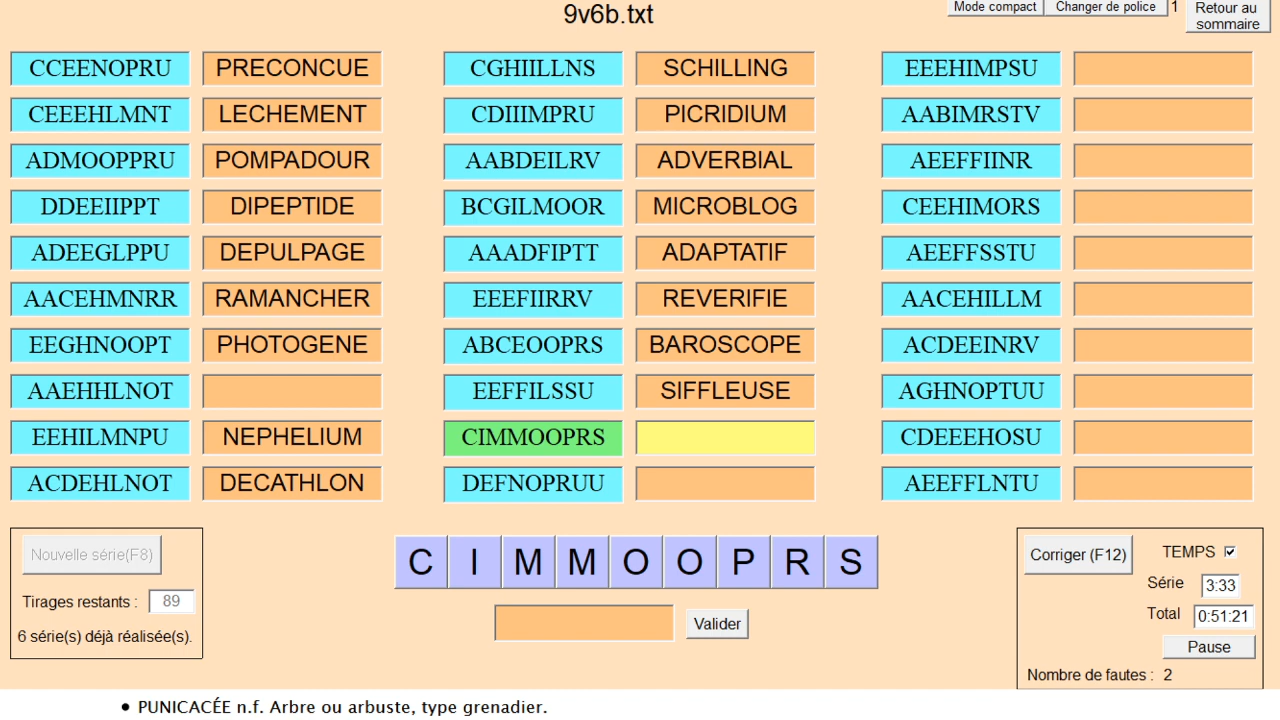 9v6b.txt
Mode compact Changer de police 1 Retour au sommaire
CCEENOPRU PRECONCUE CGHIILLNS SCHILLING EEEHIMPSU
CEEEHLMNT LECHEMENT CDIIIMPRU PICRIDIUM AABIMRSTV
ADMOOPPRU POMPADOUR AABDEILRV ADVERBIAL AEEFFIINR
DDEEIIPPT DIPEPTIDE BCGILMOOR MICROBLOG CEEHIMORS
ADEEGLPPU DEPULPAGE AAADFIPTT ADAPTATIF AEEFFSSTU
AACEHMNRR RAMANCHER EEEFIIRRV REVERIFIE AACEHILLM
EEGHNOOPT PHOTOGENE ABCEOOPRS BAROSCOPE ACDEEINRV
AAEHHLNOT EEFFILSSU SIFFLEUSE AGHNOPTUU
EEHILMNPU NEPHELIUM CIMMOOPRS CDEEEHOSU
ACDEHLNOT DECATHLON DEFNOPRUU AEEFFLNTU
Nouvelle série(F8)
Tirages restants : 89
6 série(s) déjà réalisée(s).
C I M M O O P R S
Valider
Corriger (F12) TEMPS
Série 3:33
Total 0:51:21
Pause
Nombre de fautes : 2
• PUNICACÉE n.f. Arbre ou arbuste, type grenadier.